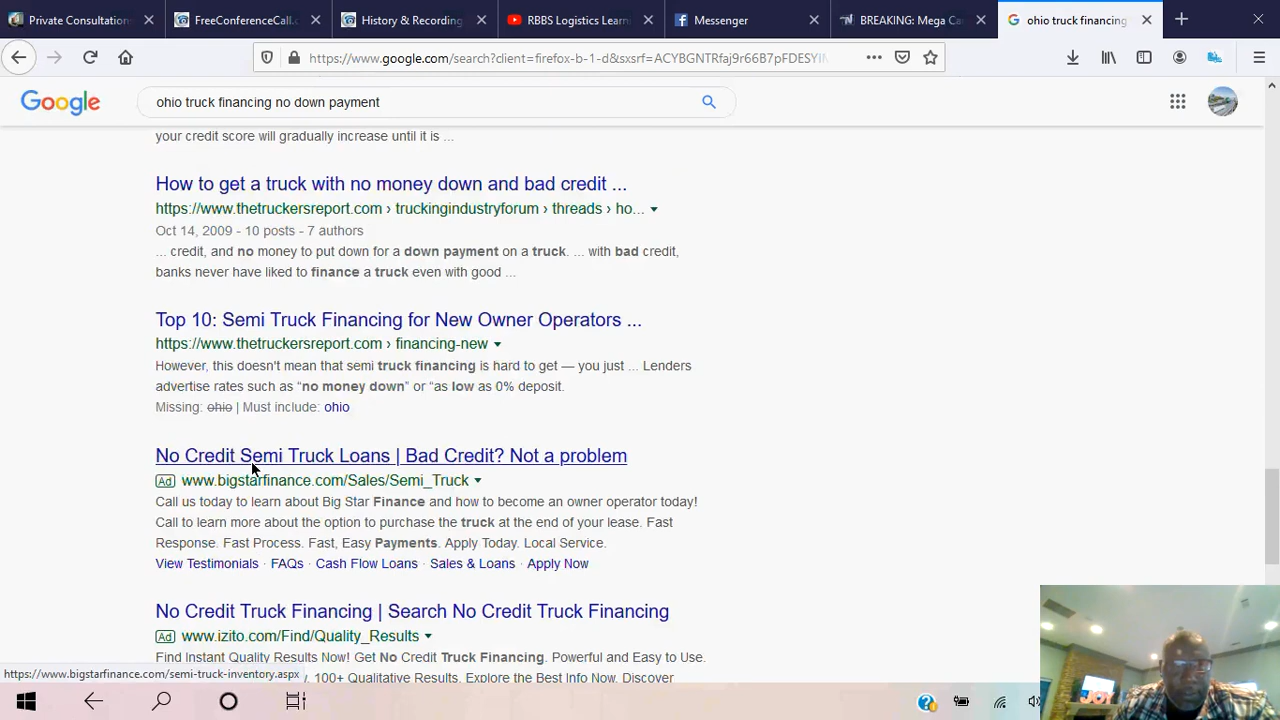 Private Consultation
FreeConferenceCall.c
History & Recording
RBBS Logistics Learni
Messenger
BREAKING: Mega Ca
ohio truck financing
https://www.google.com/search?client=firefox-b-1-d&sxsrf=ACYBGNTRfaj9r66B7pFDESYI
Google
ohio truck financing no down payment
your credit score will gradually increase until it is ...
How to get a truck with no money down and bad credit ...
https://www.thetruckersreport.com › truckingindustryforum › threads › ho...
Oct 14, 2009 - 10 posts - 7 authors
... credit, and no money to put down for a down payment on a truck. ... with bad credit,
banks never have liked to finance a truck even with good ...
Top 10: Semi Truck Financing for New Owner Operators ...
https://www.thetruckersreport.com › financing-new
However, this doesn't mean that semi truck financing is hard to get — you just ... Lenders
advertise rates such as “no money down” or “as low as 0% deposit.
Missing: ohio | Must include: ohio
No Credit Semi Truck Loans | Bad Credit? Not a problem
Ad www.bigstarfinance.com/Sales/Semi_Truck
Call us today to learn about Big Star Finance and how to become an owner operator today!
Call to learn more about the option to purchase the truck at the end of your lease. Fast
Response. Fast Process. Fast, Easy Payments. Apply Today. Local Service.
View Testimonials · FAQs · Cash Flow Loans · Sales & Loans · Apply Now
No Credit Truck Financing | Search No Credit Truck Financing
Ad www.izito.com/Find/Quality_Results
Find Instant Quality Results Now! Get No Credit Truck Financing. Powerful and Easy to Use.
https://www.bigstarfinance.com/semi-truck-inventory.aspx
, 100+ Qualitative Results. Explore the Best Info Now. Discover